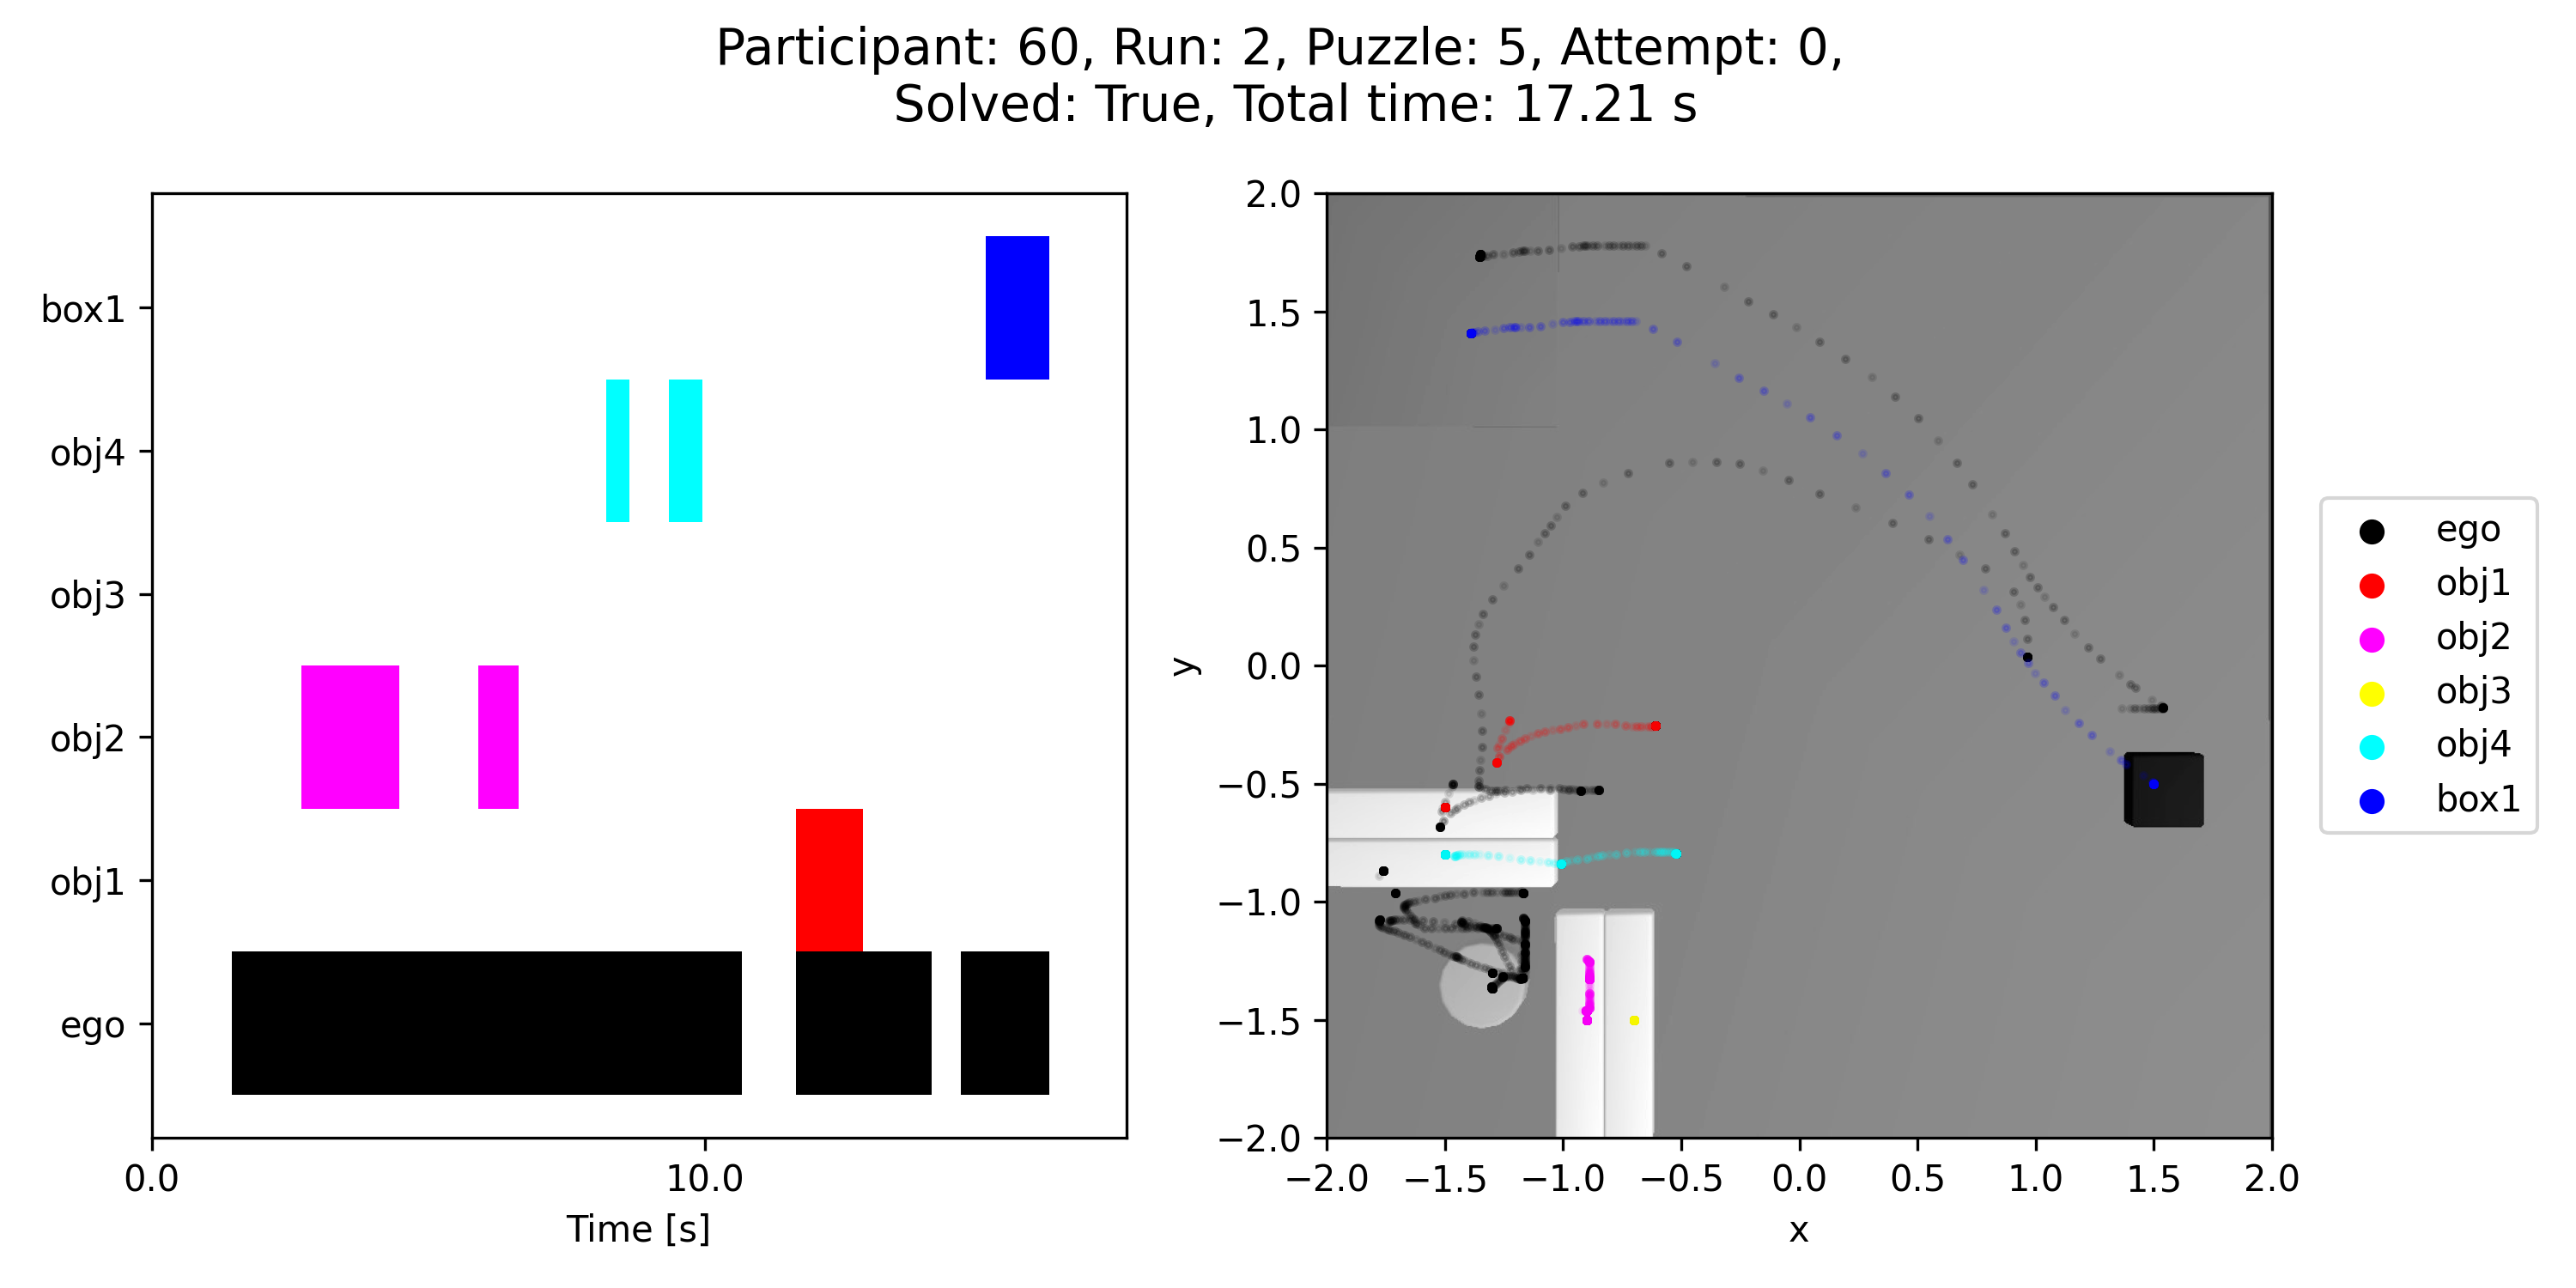 Participant: 60, Run: 2, Puzzle: 5, Attempt: 0,
Solved: True, Total time: 17.21 s
box1
obj4
obj3
obj2
obj1
ego
0.0
10.0
Time [s]
2.0
1.5
1.0
0.5
0.0
−0.5
−1.0
−1.5
−2.0
y
−2.0
−1.5
−1.0
−0.5
0.0
0.5
1.0
1.5
2.0
x
ego
obj1
obj2
obj3
obj4
box1